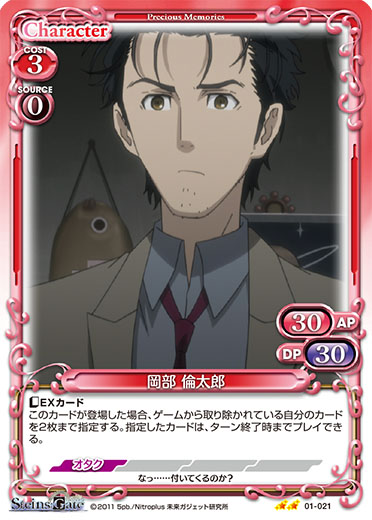 Precious Memories
Character
COST
3
SOURCE
0
30 AP
DP 30
岡部 倫太郎
EXカード
このカードが登場した場合、ゲームから取り除かれている自分のカード
を2枚まで指定する。指定したカードは、ターン終了時までプレイでき
る。
オタク
なっ……付いてくるのか?
Steins;Gate ©2011 5pb./Nitroplus 未来ガジェット研究所 01-021